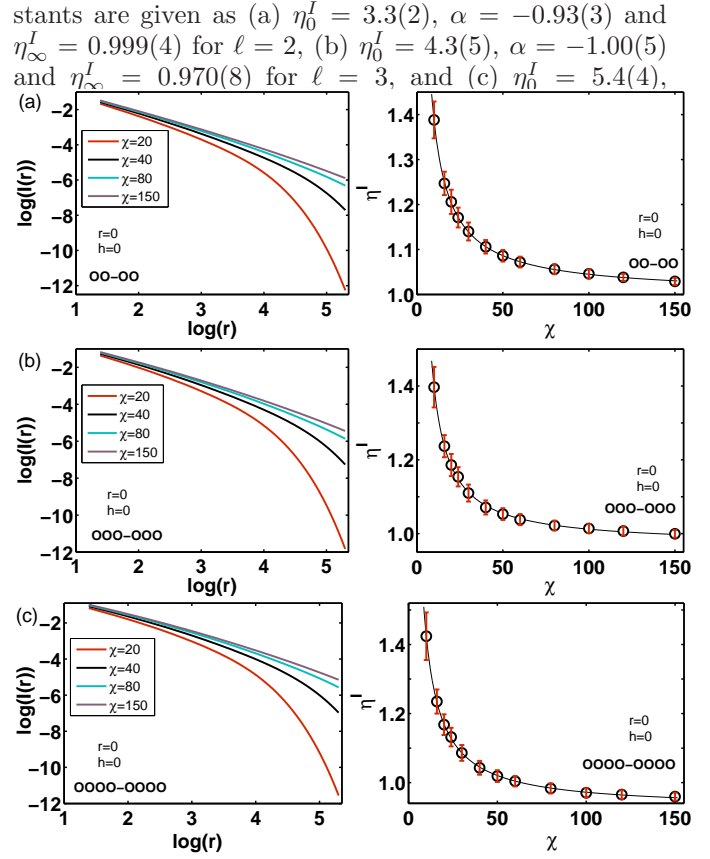 stants are given as (a) η₀ᴵ = 3.3(2), α = −0.93(3) and
η∞ᴵ = 0.999(4) for ℓ = 2, (b) η₀ᴵ = 4.3(5), α = −1.00(5)
and η∞ᴵ = 0.970(8) for ℓ = 3, and (c) η₀ᴵ = 5.4(4),
(a)
−2
−4
−6
−8
−10
−12
log(I(r))
χ=20
χ=40
χ=80
χ=150
r=0
h=0
OO−OO
1 2 3 4 5
log(r)
1.4
1.3
1.2
1.1
1.0
ηᴵ
r=0
h=0
OO−OO
0 50 100 150
χ
(b)
−2
−4
−6
−8
−10
−12
log(I(r))
χ=20
χ=40
χ=80
χ=150
r=0
h=0
OOO−OOO
1 2 3 4 5
log(r)
1.4
1.2
1.0
ηᴵ
r=0
h=0
OOO−OOO
0 50 100 150
χ
(c)
−2
−4
−6
−8
−10
−12
log(I(r))
χ=20
χ=40
χ=80
χ=150
r=0
h=0
OOOO−OOOO
1 2 3 4 5
log(r)
1.4
1.2
1.0
ηᴵ
r=0
h=0
OOOO−OOOO
0 50 100 150
χ